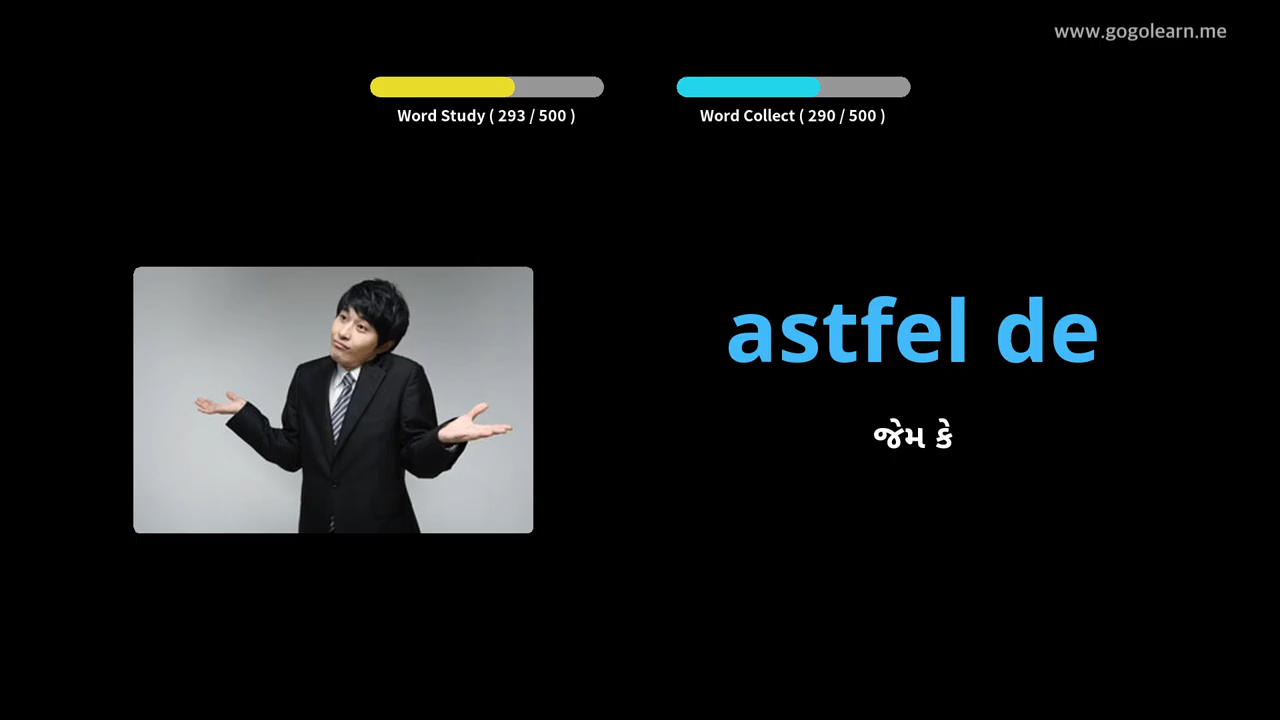 www.gogolearn.me
Word Study ( 293 / 500 )
Word Collect ( 290 / 500 )
astfel de
જેમ કે